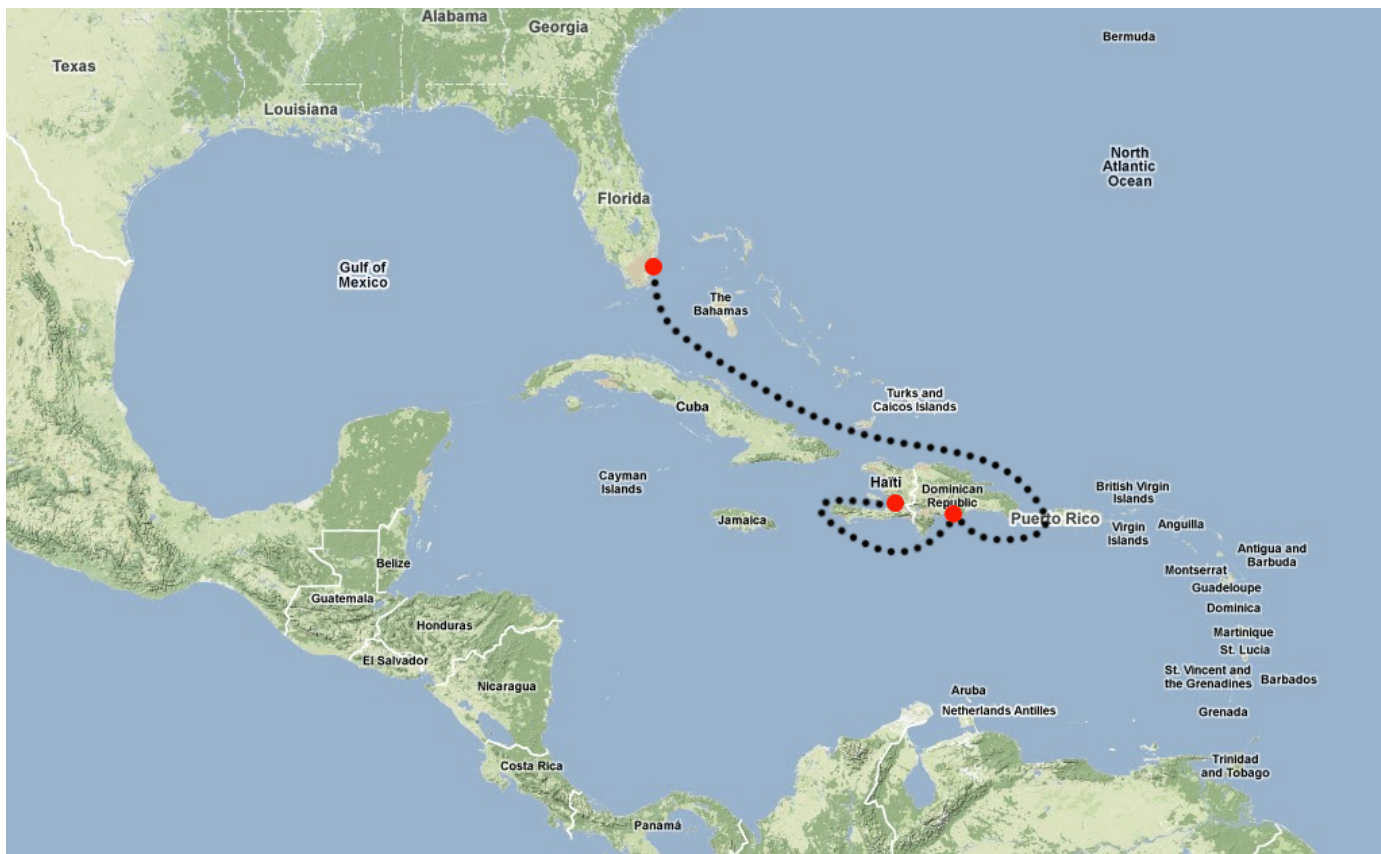 Alabama
Georgia
Bermuda
Texas
Louisiana
North
Atlantic
Ocean
Florida
Gulf of
Mexico
The
Bahamas
Turks and
Caicos Islands
Cuba
Cayman
Islands
Haïti
Dominican
Republic
British Virgin
Islands
Jamaica
Puerto Rico
Virgin
Islands
Anguilla
Antigua and
Barbuda
Belize
Montserrat
Guadeloupe
Guatemala
Dominica
Honduras
Martinique
St. Lucia
El Salvador
St. Vincent and
the Grenadines
Barbados
Nicaragua
Aruba
Netherlands Antilles
Grenada
Costa Rica
Trinidad
and Tobago
Panamá